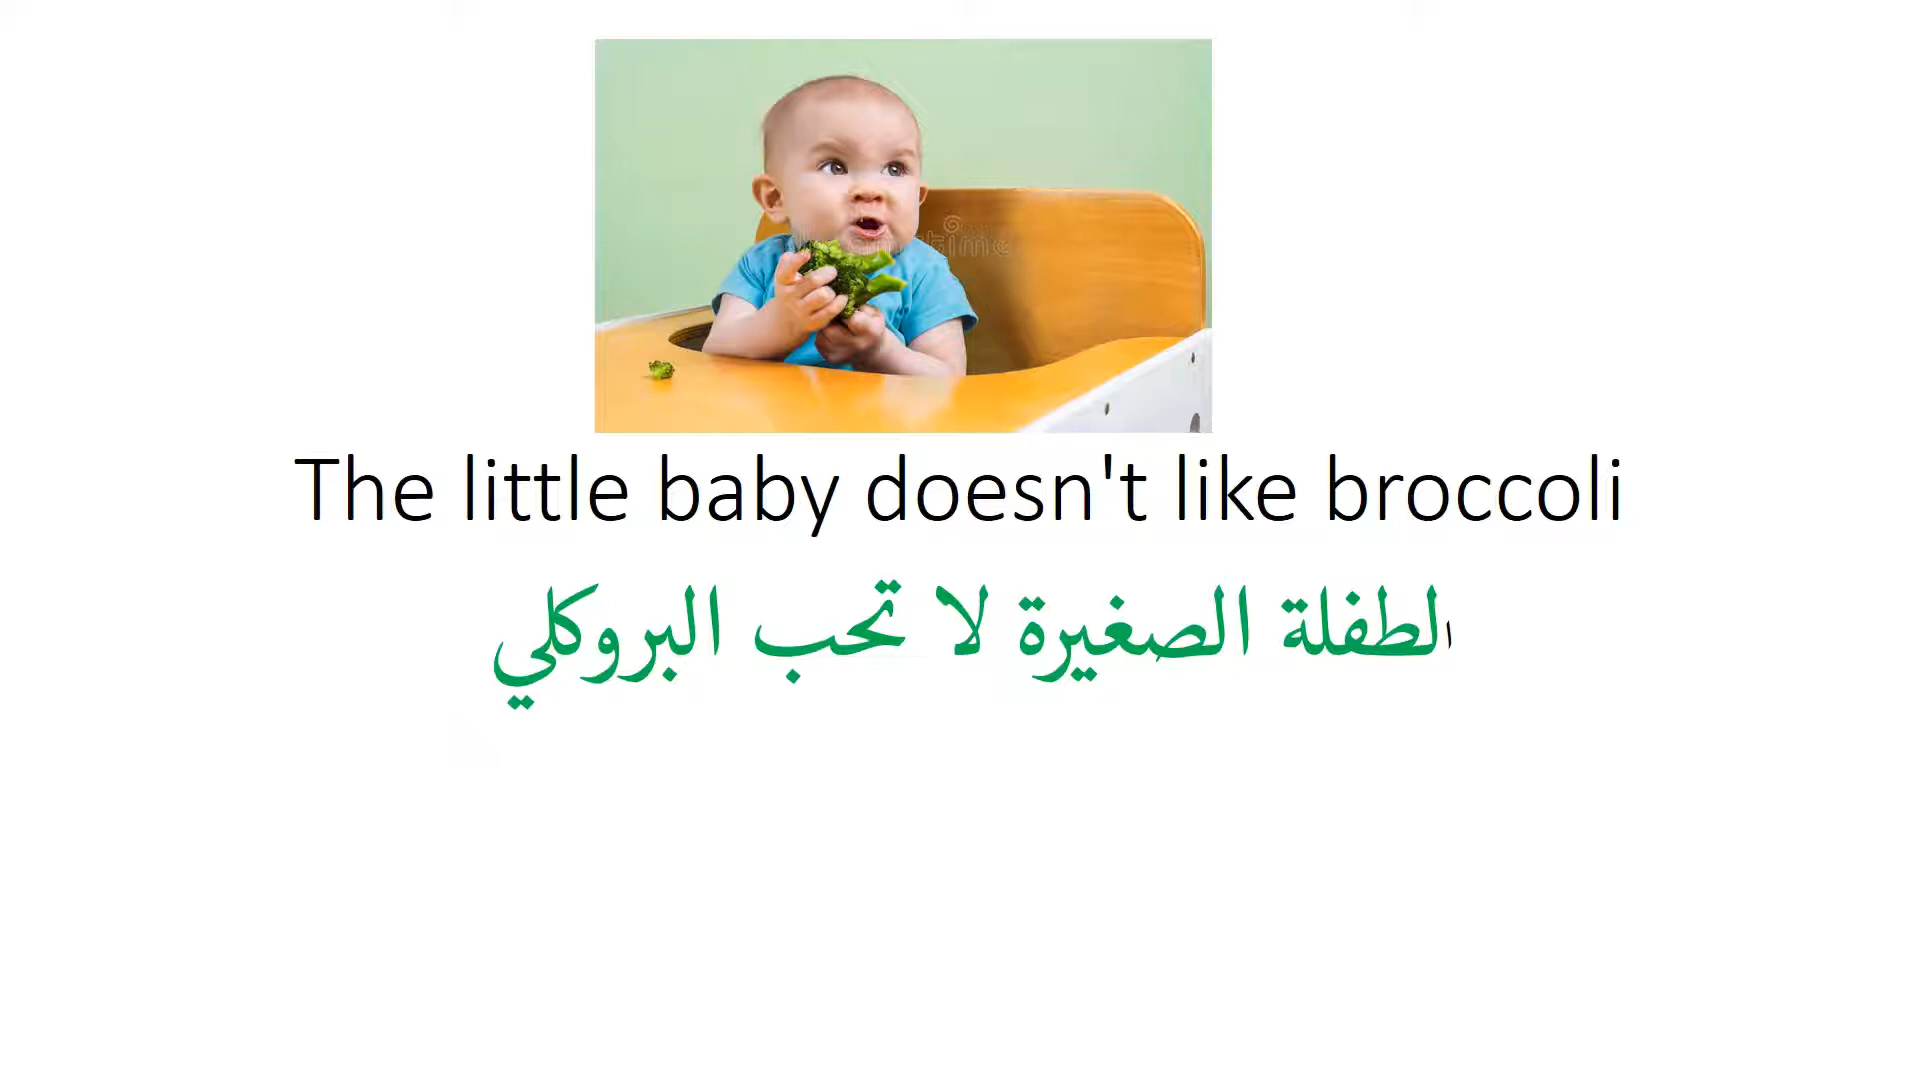 The little baby doesn't like broccoli
الطفلة الصغيرة لا تحب البروكلي